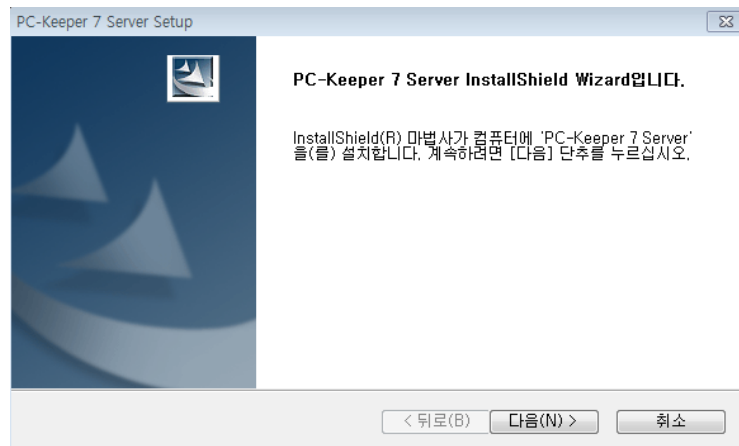 PC-Keeper 7 Server Setup
PC-Keeper 7 Server InstallShield Wizard입니다.
InstallShield(R) 마법사가 컴퓨터에 'PC-Keeper 7 Server'
을(를) 설치합니다. 계속하려면 [다음] 단추를 누르십시오.
< 뒤로(B) 다음(N) > 취소